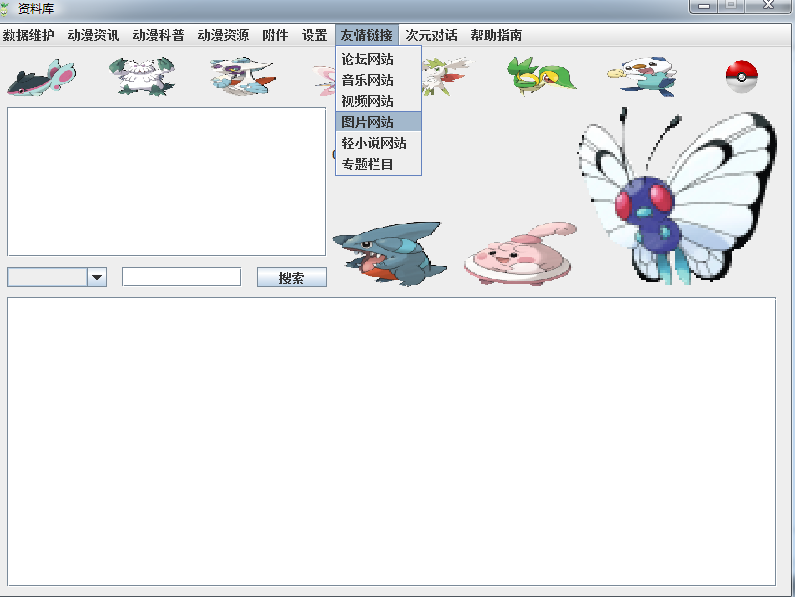 资料库
数据维护 动漫资讯 动漫科普 动漫资源 附件 设置 友情链接 次元对话 帮助指南
论坛网站
音乐网站
视频网站
图片网站
轻小说网站
专题栏目
搜索